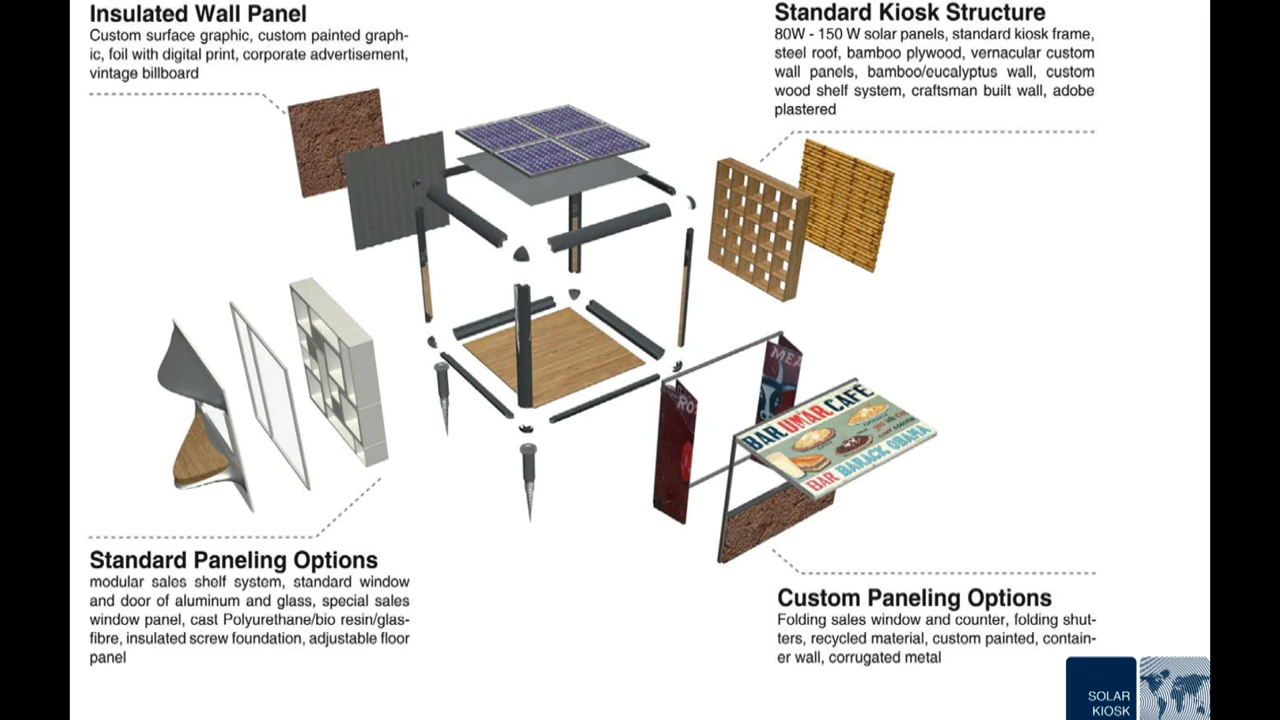 Insulated Wall Panel
Custom surface graphic, custom painted graph-
ic, foil with digital print, corporate advertisement,
vintage billboard
Standard Kiosk Structure
80W - 150 W solar panels, standard kiosk frame,
steel roof, bamboo plywood, vernacular custom
wall panels, bamboo/eucalyptus wall, custom
wood shelf system, craftsman built wall, adobe
plastered
MEX
RO
BAR UMAR CAFE
BAR BARACK OBAMA
Standard Paneling Options
modular sales shelf system, standard window
and door of aluminum and glass, special sales
window panel, cast Polyurethane/bio resin/glas-
fibre, insulated screw foundation, adjustable floor
panel
Custom Paneling Options
Folding sales window and counter, folding shut-
ters, recycled material, custom painted, contain-
er wall, corrugated metal
SOLAR
KIOSK